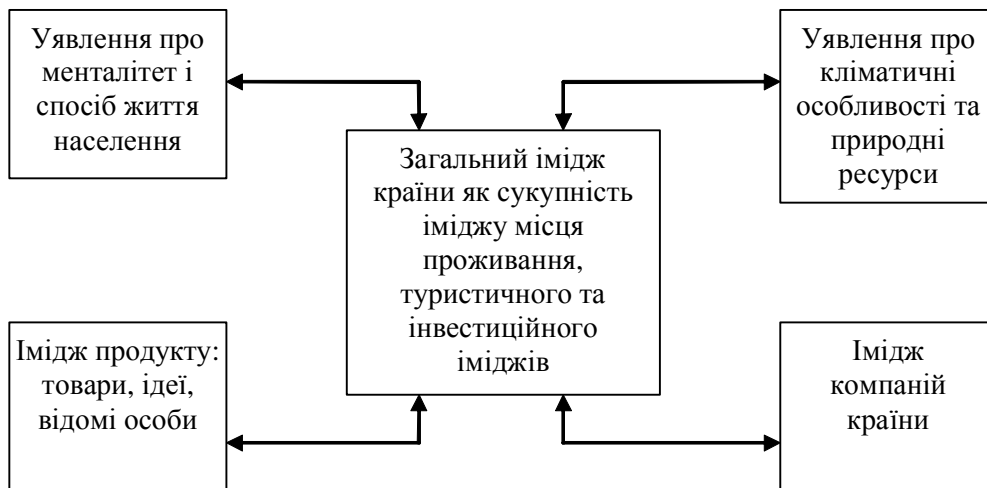 Уявлення про
менталітет і
спосіб життя
населення
Уявлення про
кліматичні
особливості та
природні
ресурси
Загальний імідж
країни як сукупність
іміджу місця
проживання,
туристичного та
інвестиційного
іміджів
Імідж продукту:
товари, ідеї,
відомі особи
Імідж
компаній
країни